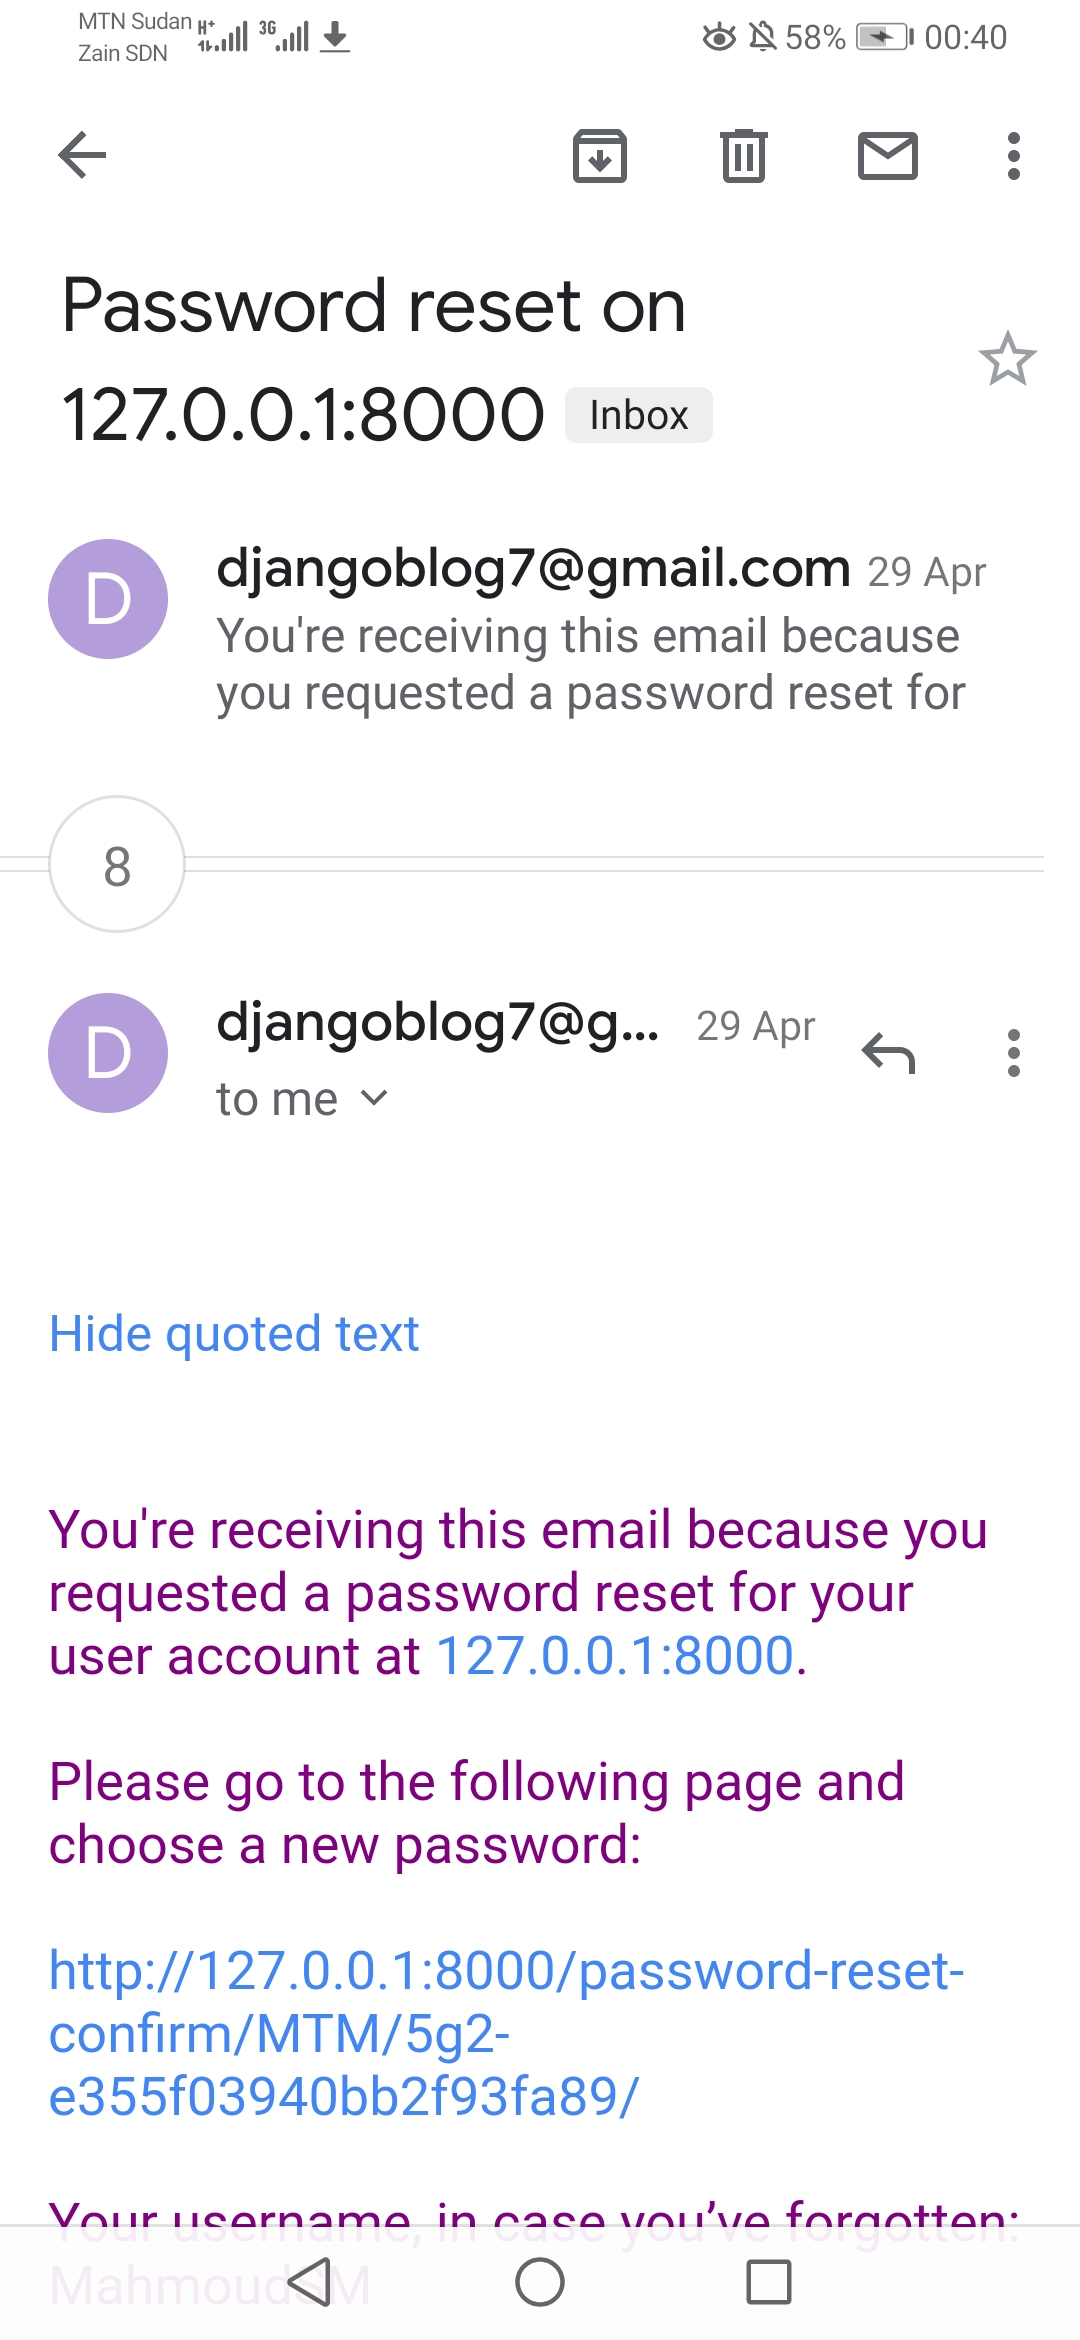 MTN Sudan
Zain SDN
H+
3G
58%
00:40
Password reset on
127.0.0.1:8000 Inbox
D
djangoblog7@gmail.com 29 Apr
You're receiving this email because
you requested a password reset for
8
D
djangoblog7@g... 29 Apr
to me
Hide quoted text
You're receiving this email because you
requested a password reset for your
user account at 127.0.0.1:8000.
Please go to the following page and
choose a new password:
http://127.0.0.1:8000/password-reset-
confirm/MTM/5g2-
e355f03940bb2f93fa89/
Your username, in case you’ve forgotten:
MahmoudSM